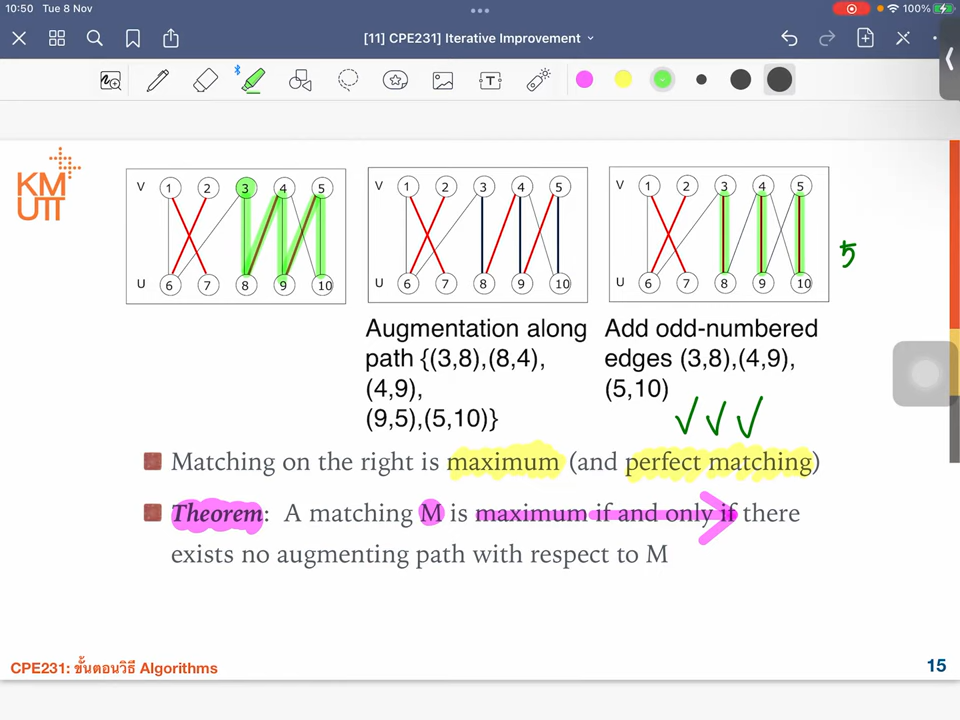 10:50 Tue 8 Nov
100%
[11] CPE231] Iterative Improvement
T
KM
UTT
V 1 2 3 4 5
U 6 7 8 9 10
V 1 2 3 4 5
U 6 7 8 9 10
V 1 2 3 4 5
U 6 7 8 9 10
5
Augmentation along
path {(3,8),(8,4),
(4,9),
(9,5),(5,10)}
Add odd-numbered
edges (3,8),(4,9),
(5,10)
Matching on the right is maximum (and perfect matching)
Theorem: A matching M is maximum if and only if there
exists no augmenting path with respect to M
CPE231: ขั้นตอนวิธี Algorithms
15